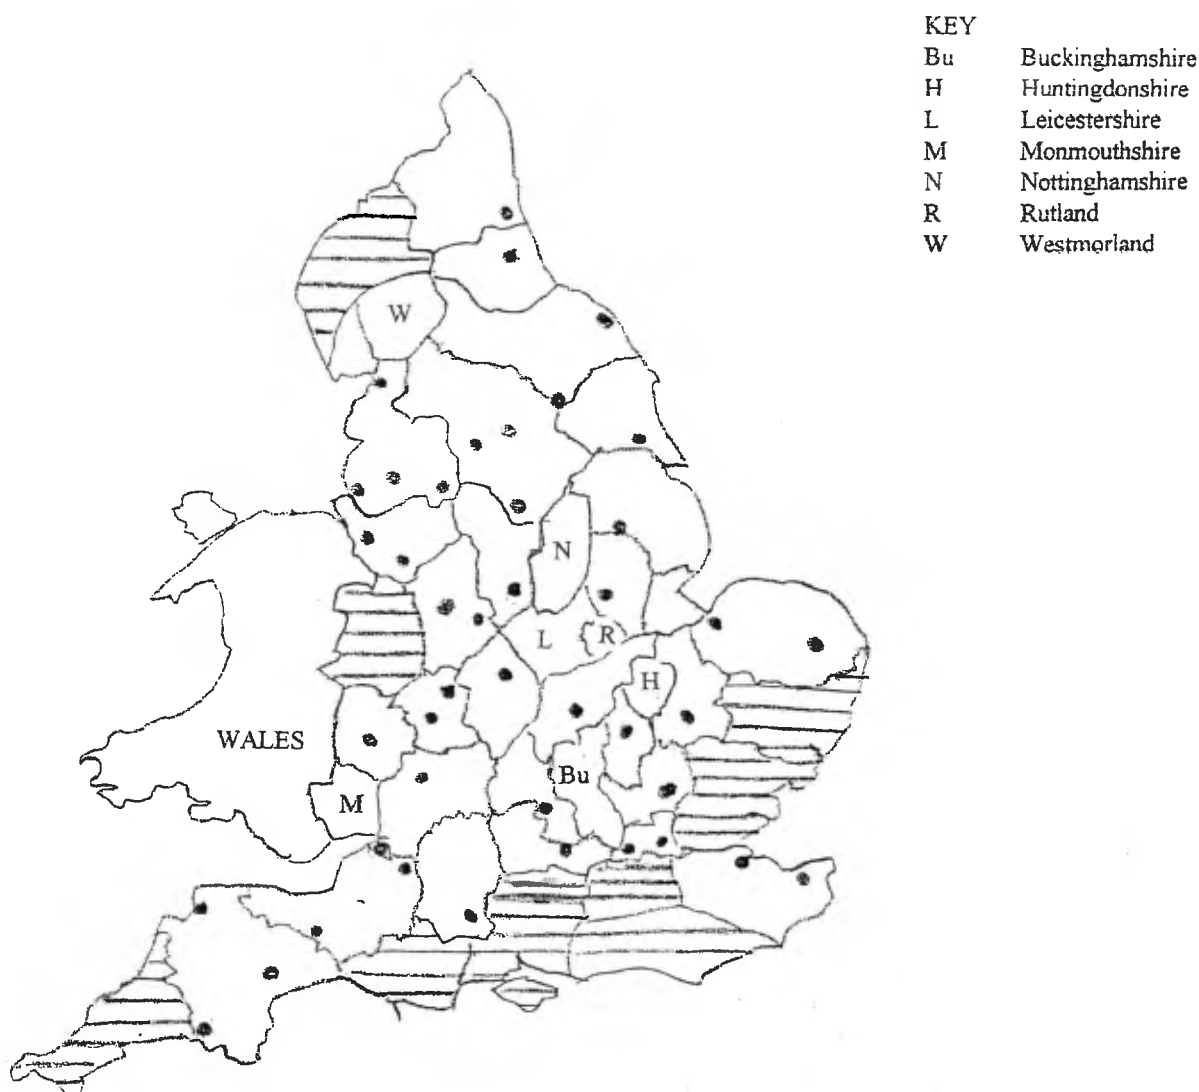 KEY
Bu Buckinghamshire
H Huntingdonshire
L Leicestershire
M Monmouthshire
N Nottinghamshire
R Rutland
W Westmorland
W
N
L
R
H
WALES
Bu
M